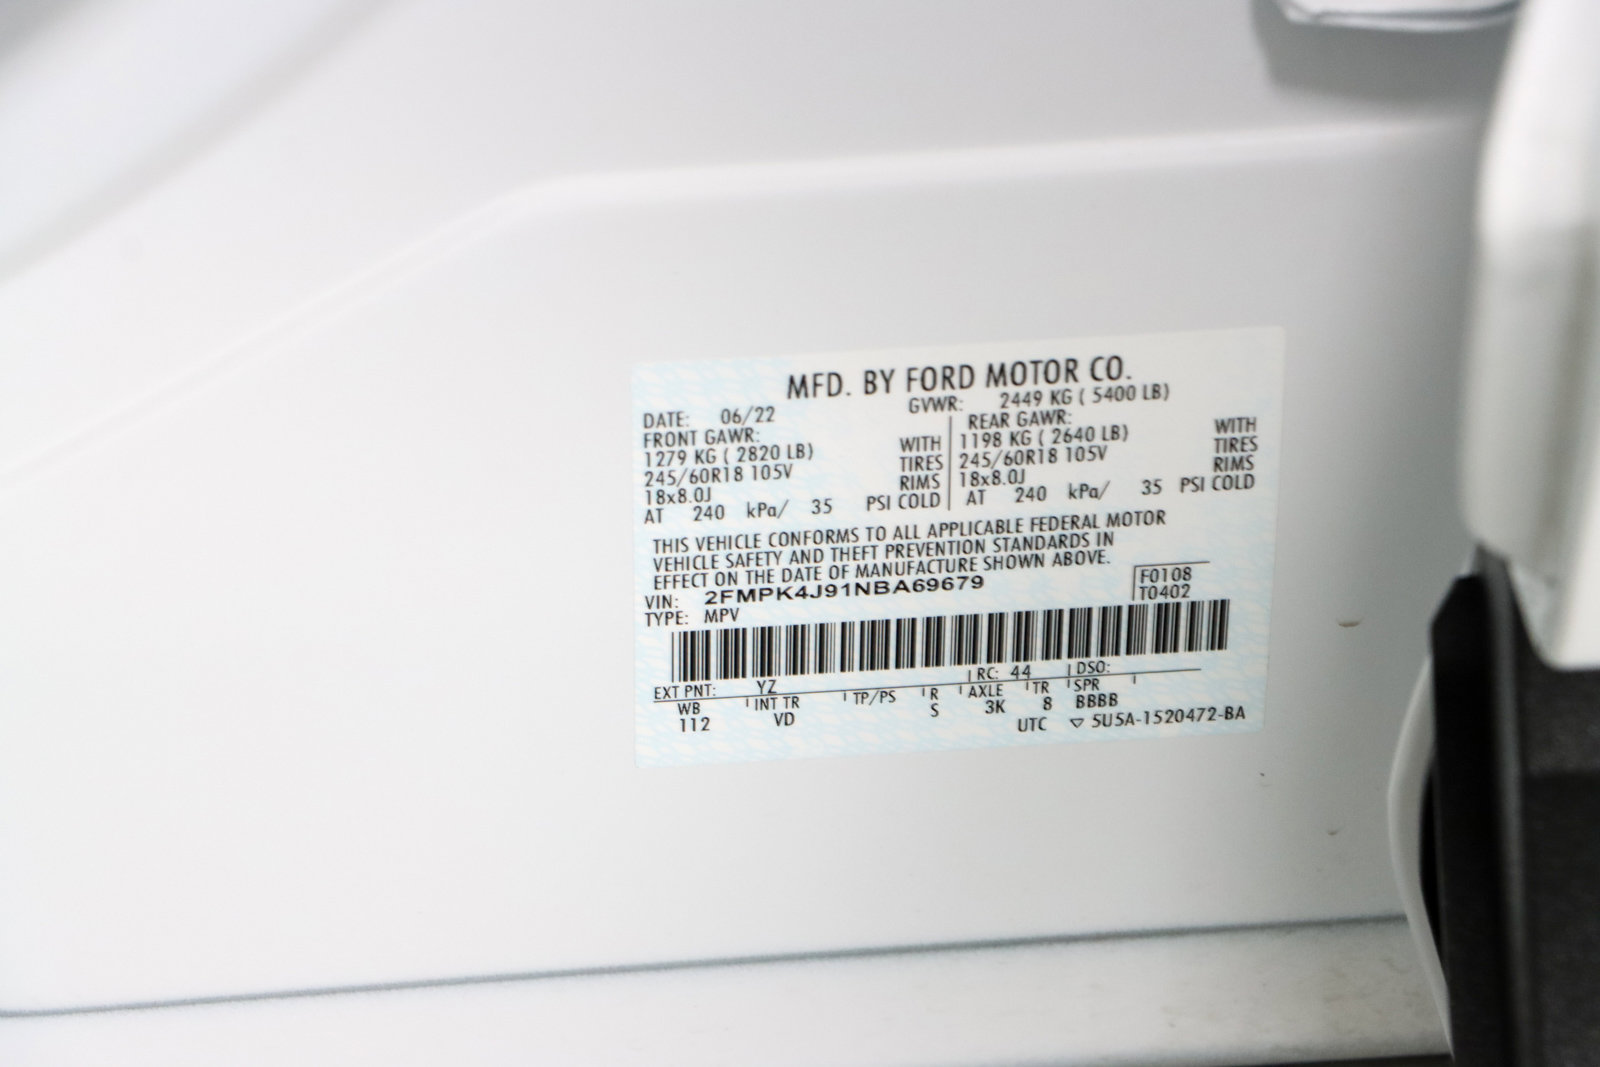 MFD. BY FORD MOTOR CO.
DATE: 06/22 GVWR: 2449 KG ( 5400 LB)
FRONT GAWR: REAR GAWR:
1279 KG ( 2820 LB) WITH 1198 KG ( 2640 LB) WITH
245/60R18 105V TIRES 245/60R18 105V TIRES
18x8.0J RIMS 18x8.0J RIMS
AT 240 kPa/ 35 PSI COLD AT 240 kPa/ 35 PSI COLD
THIS VEHICLE CONFORMS TO ALL APPLICABLE FEDERAL MOTOR
VEHICLE SAFETY AND THEFT PREVENTION STANDARDS IN
EFFECT ON THE DATE OF MANUFACTURE SHOWN ABOVE.
VIN: 2FMPK4J91NBA69679 F0108
TYPE: MPV T0402
EXT PNT: YZ RC: 44 DSO:
WB INT TR TP/PS R AXLE TR SPR
112 VD S 3K 8 BBBB
UTC ▽ 5U5A-1520472-BA